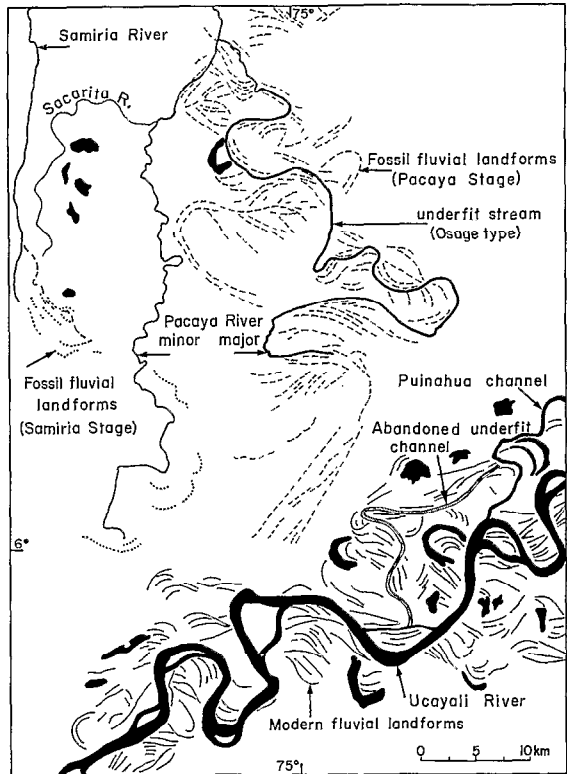 75°
Samiria River
Sacarita R.
Fossil fluvial landforms
(Pacaya Stage)
underfit stream
(Osage type)
Pacaya River
minor major
Fossil fluvial
landforms
(Samiria Stage)
Puinahua channel
Abandoned underfit
channel
6°
Ucayali River
Modern fluvial landforms
0 5 10km
75°